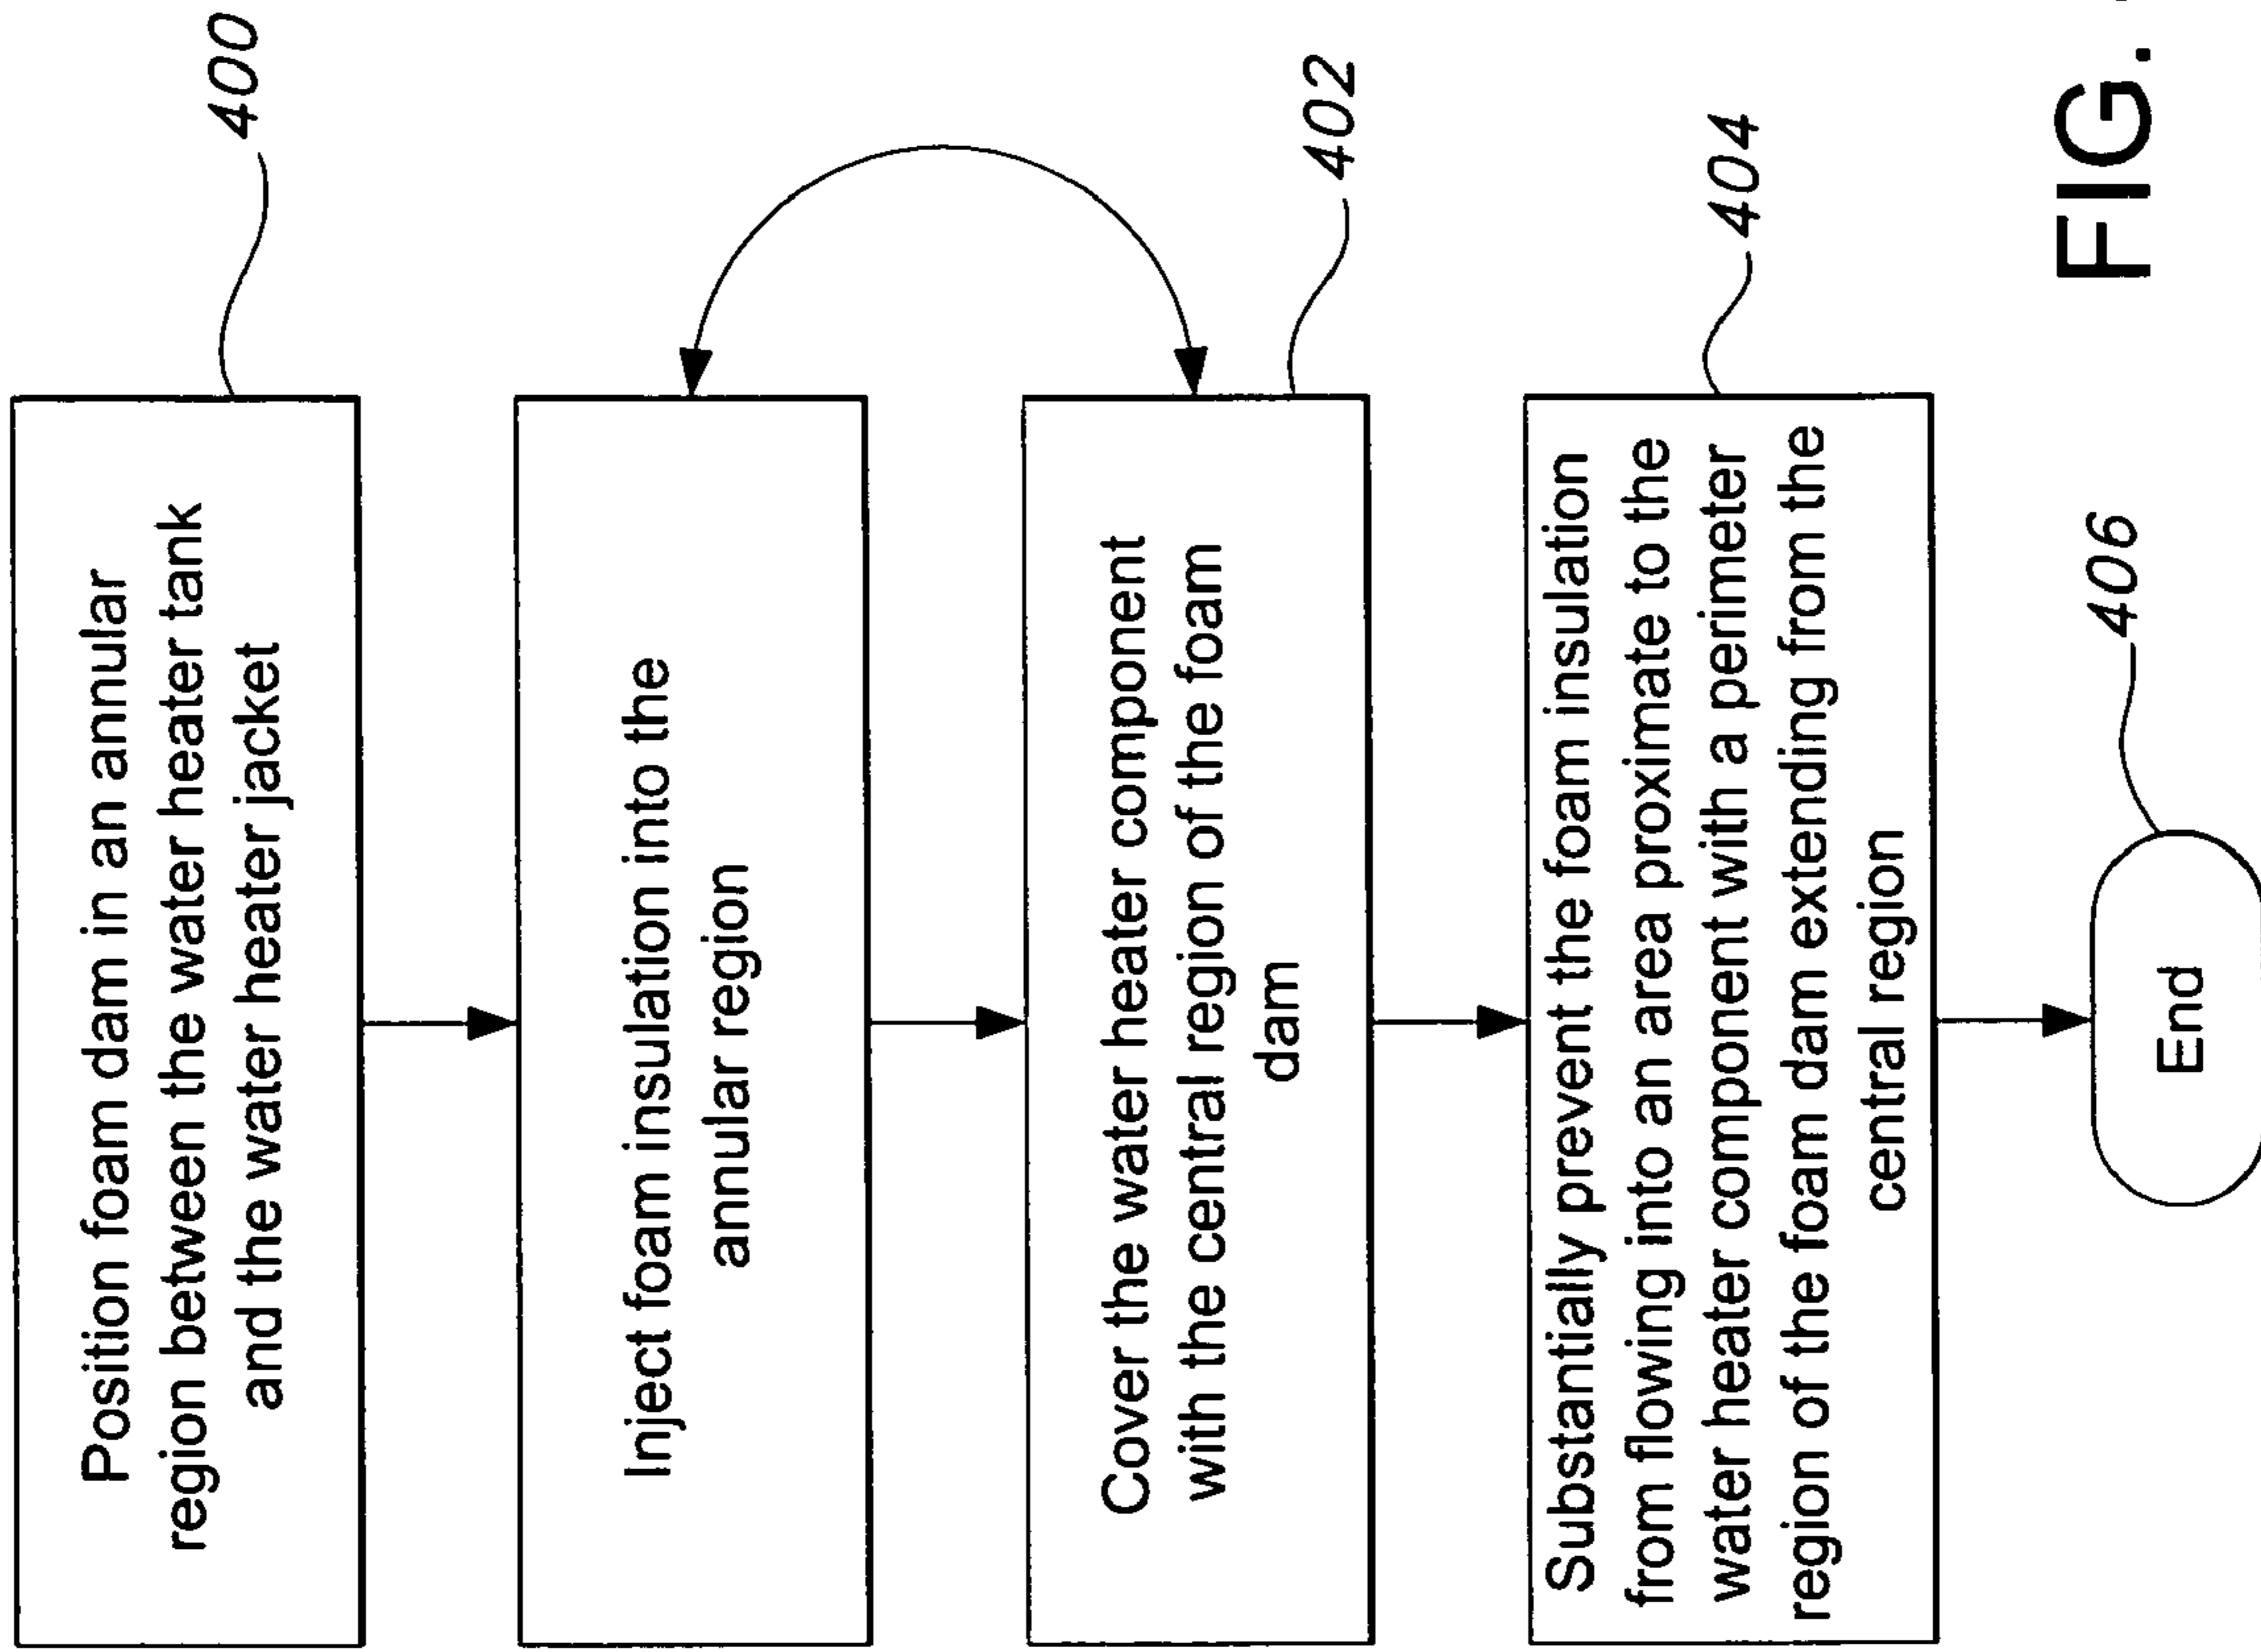 Position foam dam in an annular
region between the water heater tank
and the water heater jacket
400
Inject foam insulation into the
annular region
Cover the water heater component
with the central region of the foam
dam
402
Substantially prevent the foam insulation
from flowing into an area proximate to the
water heater component with a perimeter
region of the foam dam extending from the
central region
404
End
406
FIG.